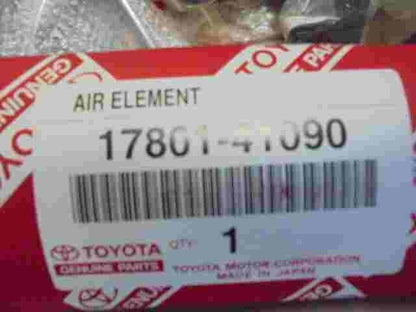 AIR ELEMENT
17801-41090
TOYOTA QTY. 1
GENUINE PARTS TOYOTA MOTOR CORPORATION
MADE IN JAPAN